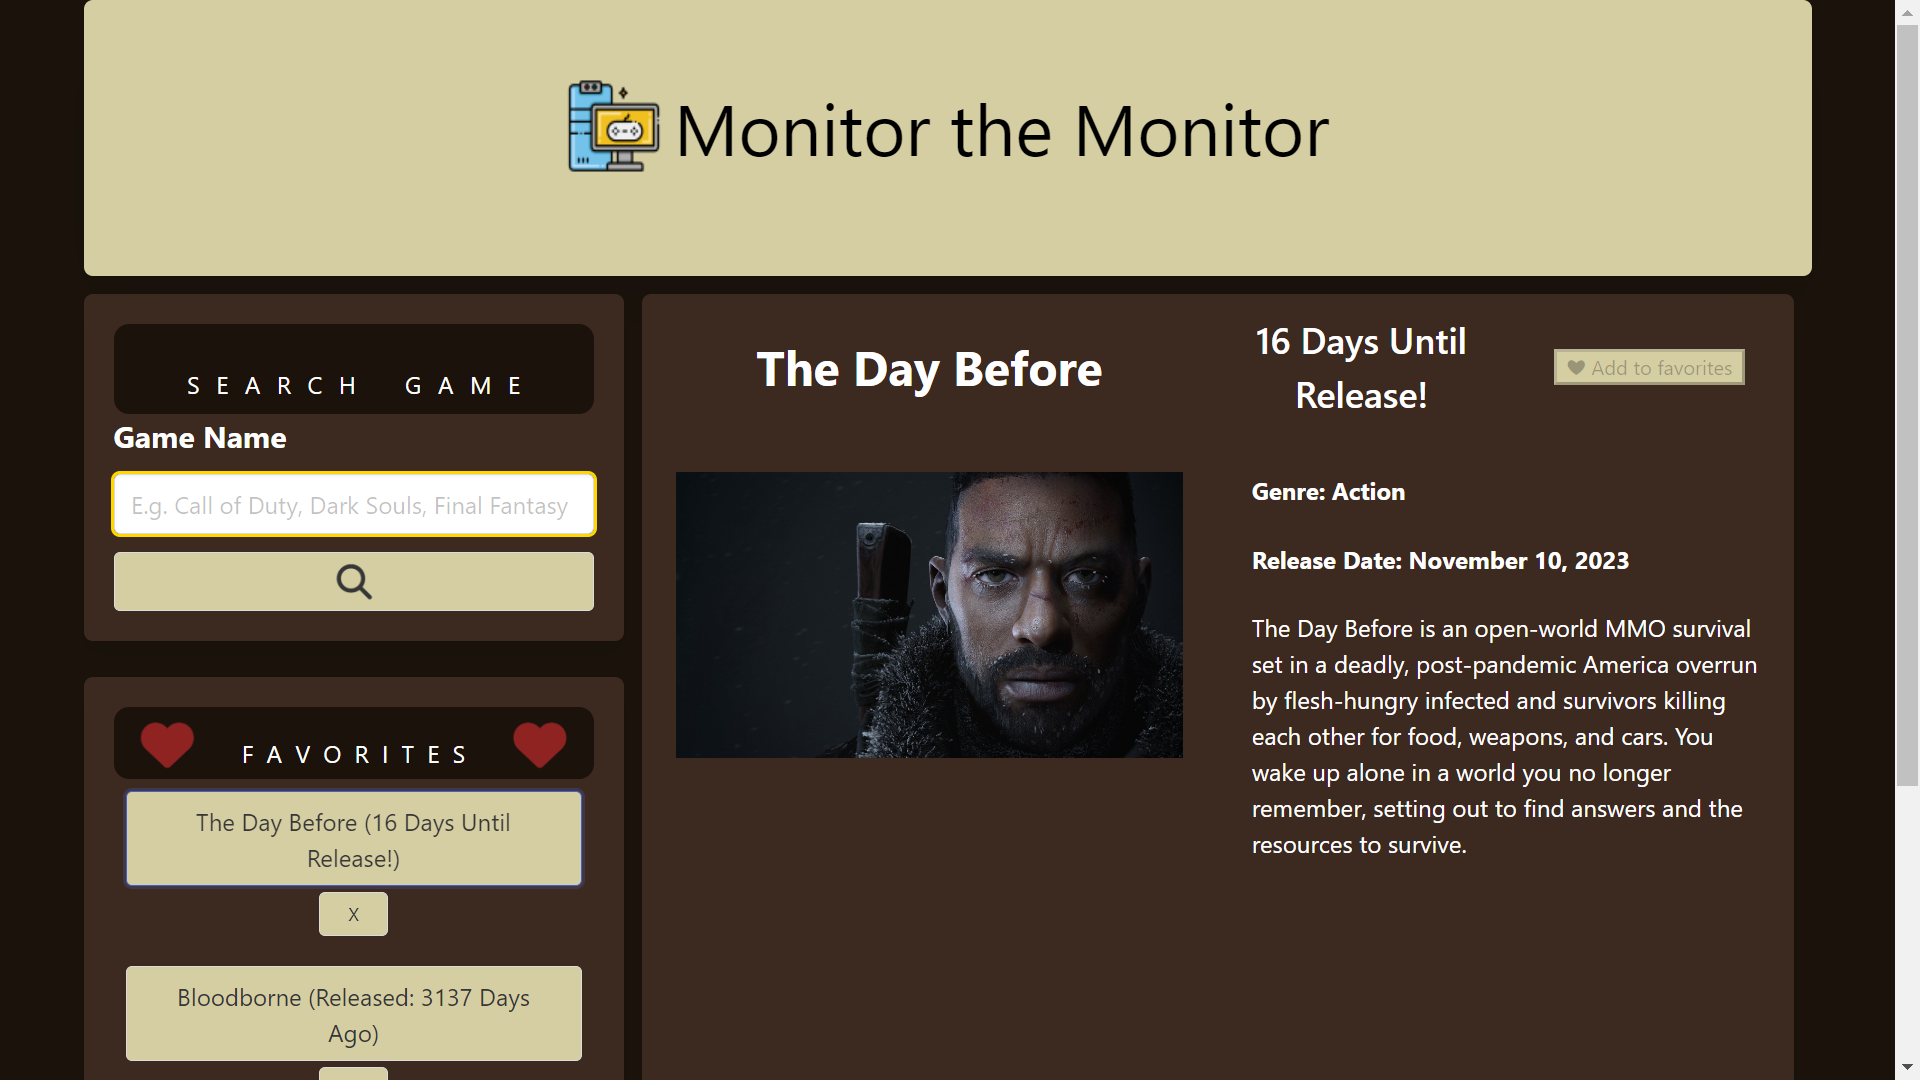 Monitor the Monitor
SEARCH GAME
Game Name
E.g. Call of Duty, Dark Souls, Final Fantasy
FAVORITES
The Day Before (16 Days Until
Release!)
X
Bloodborne (Released: 3137 Days
Ago)
The Day Before
16 Days Until
Release!
Add to favorites
Genre: Action
Release Date: November 10, 2023
The Day Before is an open-world MMO survival
set in a deadly, post-pandemic America overrun
by flesh-hungry infected and survivors killing
each other for food, weapons, and cars. You
wake up alone in a world you no longer
remember, setting out to find answers and the
resources to survive.